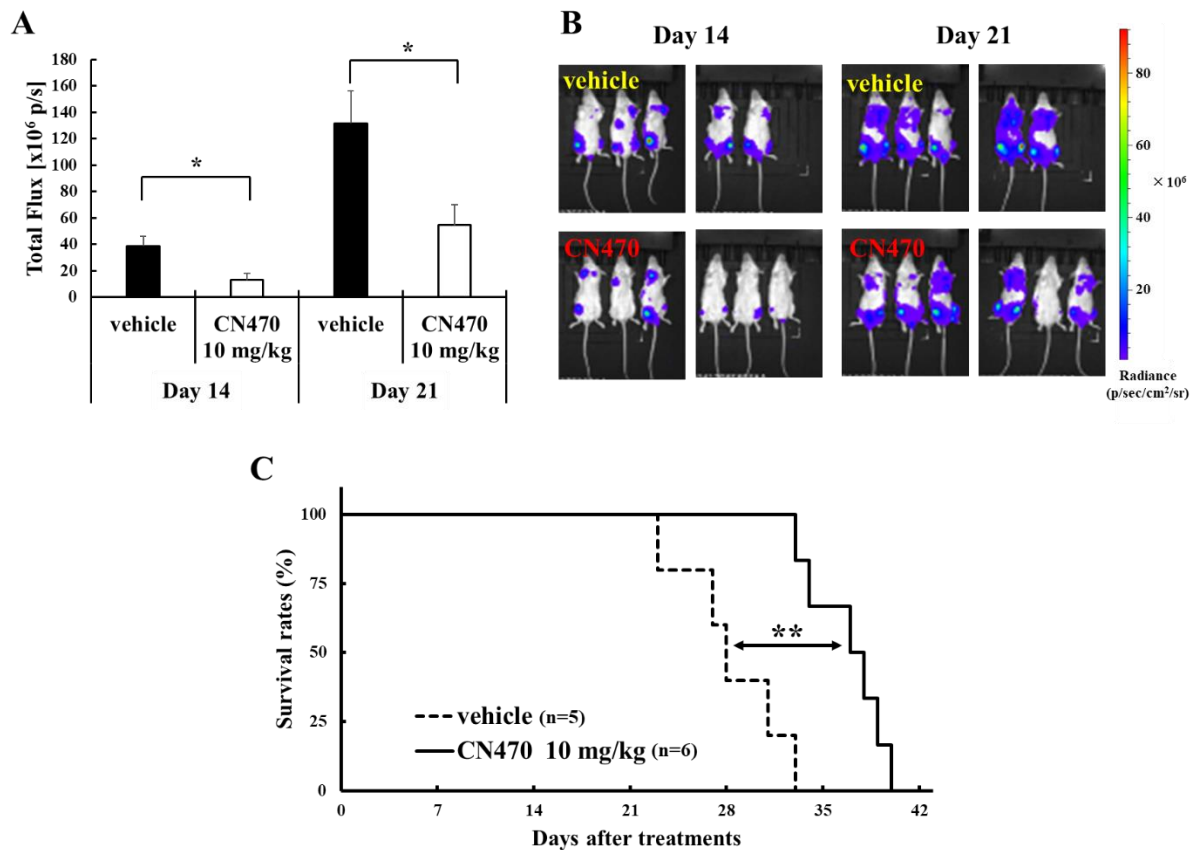 A
Total Flux [x10⁶ p/s]
180
160
140
120
100
80
60
40
20
0
*
*
vehicle
CN470
10 mg/kg
vehicle
CN470
10 mg/kg
Day 14
Day 21
B
Day 14
Day 21
vehicle
vehicle
CN470
CN470
80
60
× 10⁶
40
20
Radiance
(p/sec/cm²/sr)
C
Survival rates (%)
100
75
50
25
0
**
vehicle (n=5)
CN470 10 mg/kg (n=6)
0
7
14
21
28
35
42
Days after treatments